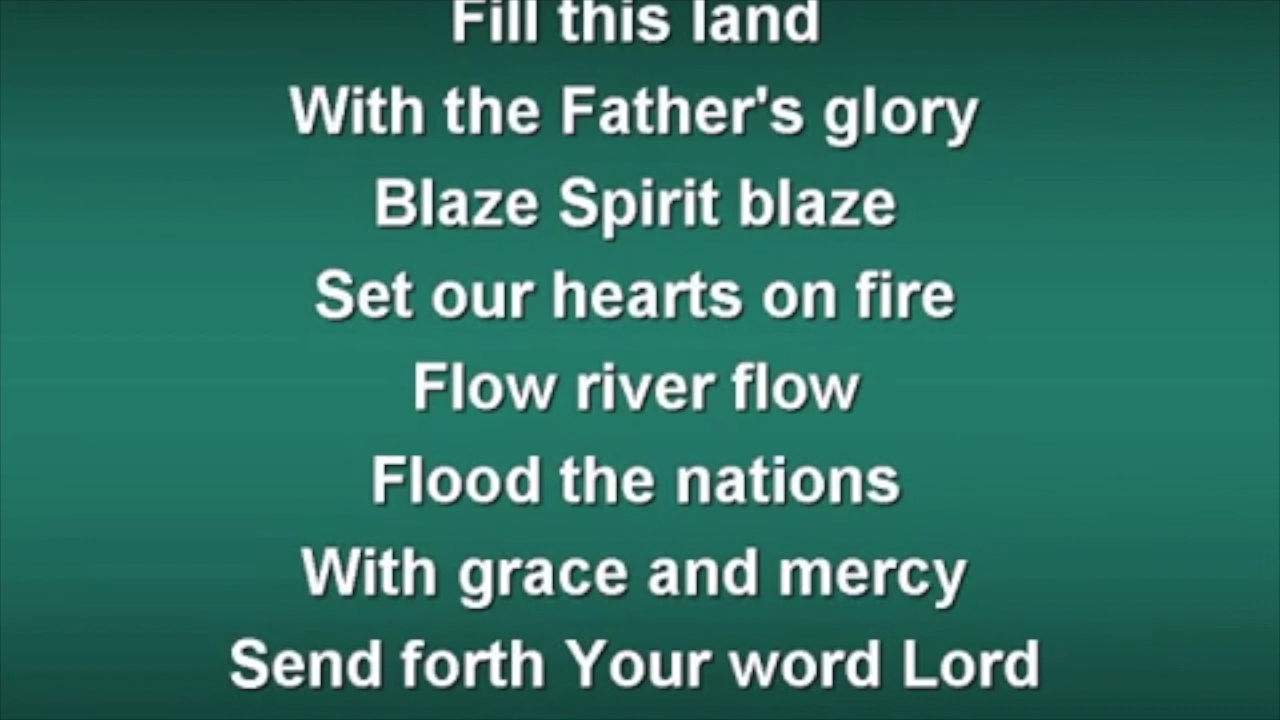 Fill this land
With the Father's glory
Blaze Spirit blaze
Set our hearts on fire
Flow river flow
Flood the nations
With grace and mercy
Send forth Your word Lord